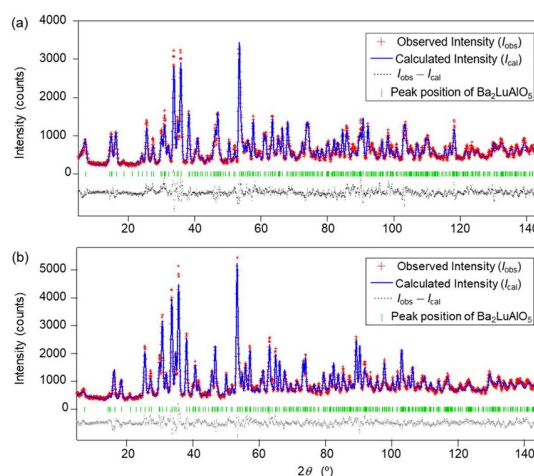 (a)
4000
3000
2000
1000
0
Intensity (counts)
Observed Intensity (Iobs)
Calculated Intensity (Ical)
Iobs − Ical
Peak position of Ba2LuAlO5
0 20 40 60 80 100 120 140
(b)
5000
4000
3000
2000
1000
0
Intensity (counts)
Observed Intensity (Iobs)
Calculated Intensity (Ical)
Iobs − Ical
Peak position of Ba2LuAlO5
0 20 40 60 80 100 120 140
2θ (º)